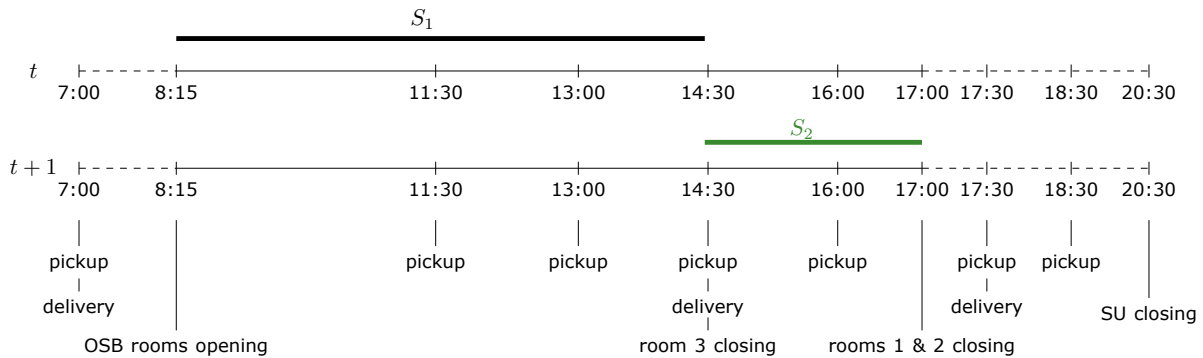 S1
t
7:00 8:15 11:30 13:00 14:30 16:00 17:00 17:30 18:30 20:30
S2
t + 1
7:00 8:15 11:30 13:00 14:30 16:00 17:00 17:30 18:30 20:30
pickup pickup pickup pickup pickup pickup pickup
delivery delivery delivery SU closing
OSB rooms opening room 3 closing rooms 1 & 2 closing